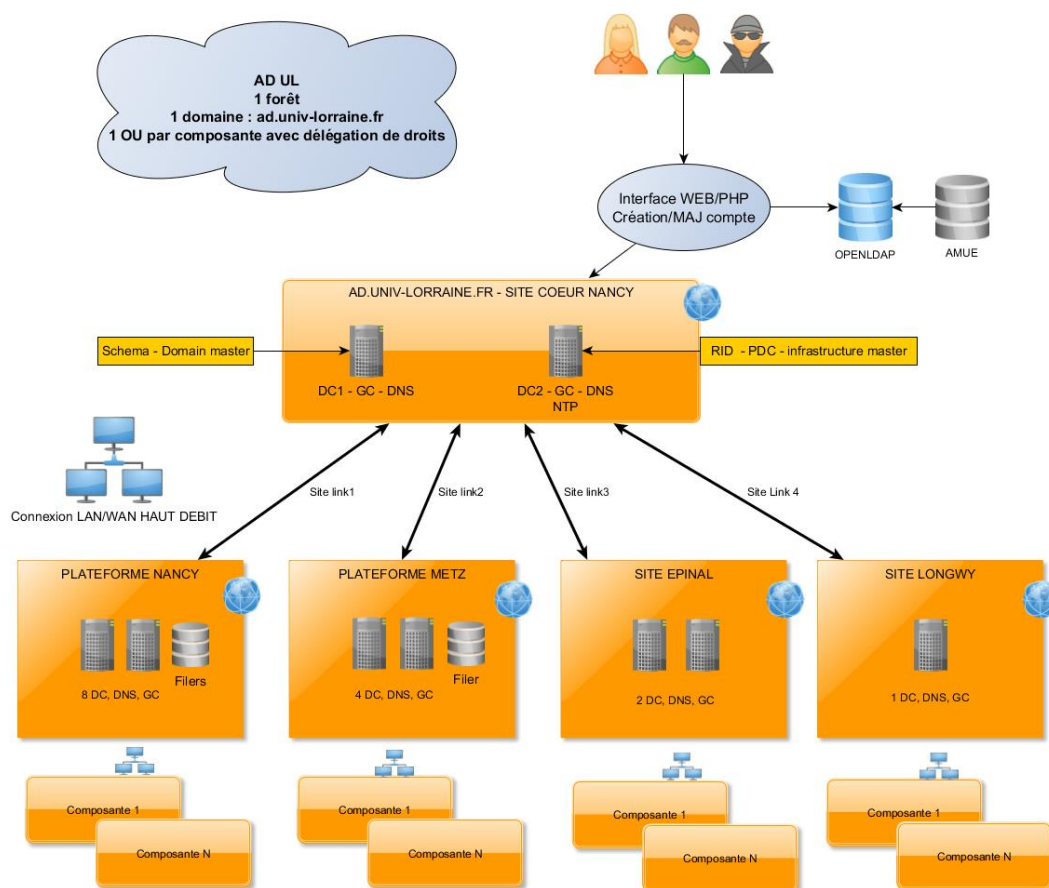 AD UL
1 forêt
1 domaine : ad.univ-lorraine.fr
1 OU par composante avec délégation de droits
Interface WEB/PHP
Création/MAJ compte
OPENLDAP
AMUE
AD.UNIV-LORRAINE.FR - SITE COEUR NANCY
Schema - Domain master
RID - PDC - infrastructure master
DC1 - GC - DNS
DC2 - GC - DNS
NTP
Connexion LAN/WAN HAUT DEBIT
Site link1
Site link2
Site link3
Site Link 4
PLATEFORME NANCY
Filers
8 DC, DNS, GC
PLATEFORME METZ
Filer
4 DC, DNS, GC
SITE EPINAL
2 DC, DNS, GC
SITE LONGWY
1 DC, DNS, GC
Composante 1
Composante N
Composante 1
Composante N
Composante 1
Composante N
Composante 1
Composante N